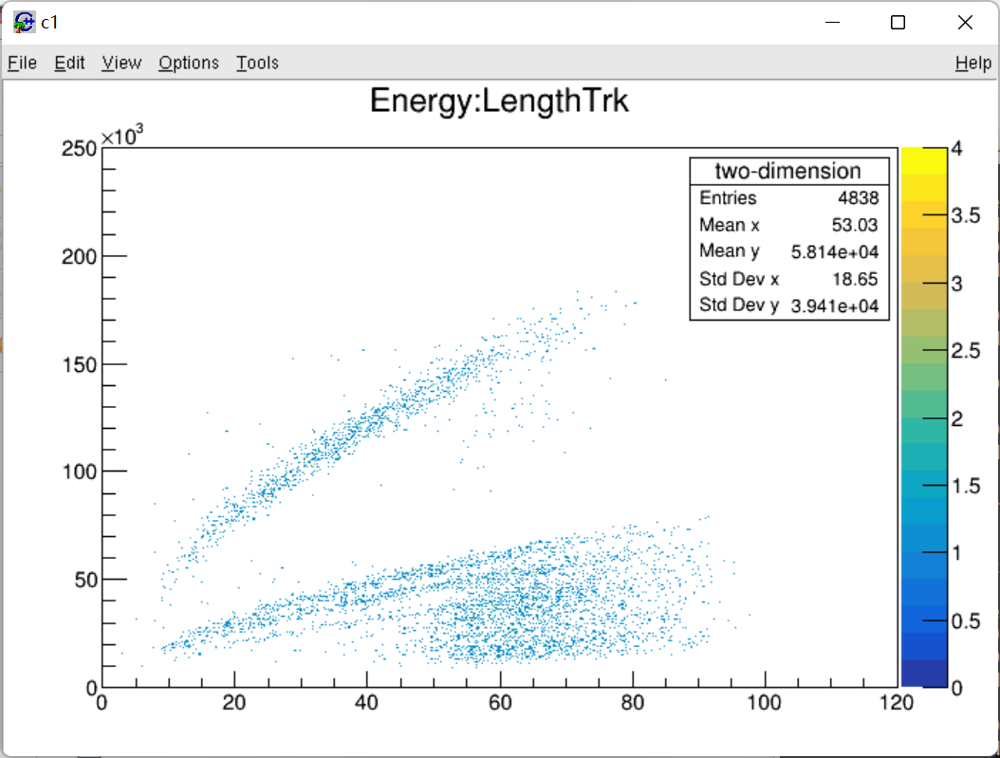 c1
File Edit View Options Tools Help
Energy:LengthTrk
×10³
250
200
150
100
50
0
0 20 40 60 80 100 120
two-dimension
Entries 4838
Mean x 53.03
Mean y 5.814e+04
Std Dev x 18.65
Std Dev y 3.941e+04
4
3.5
3
2.5
2
1.5
1
0.5
0